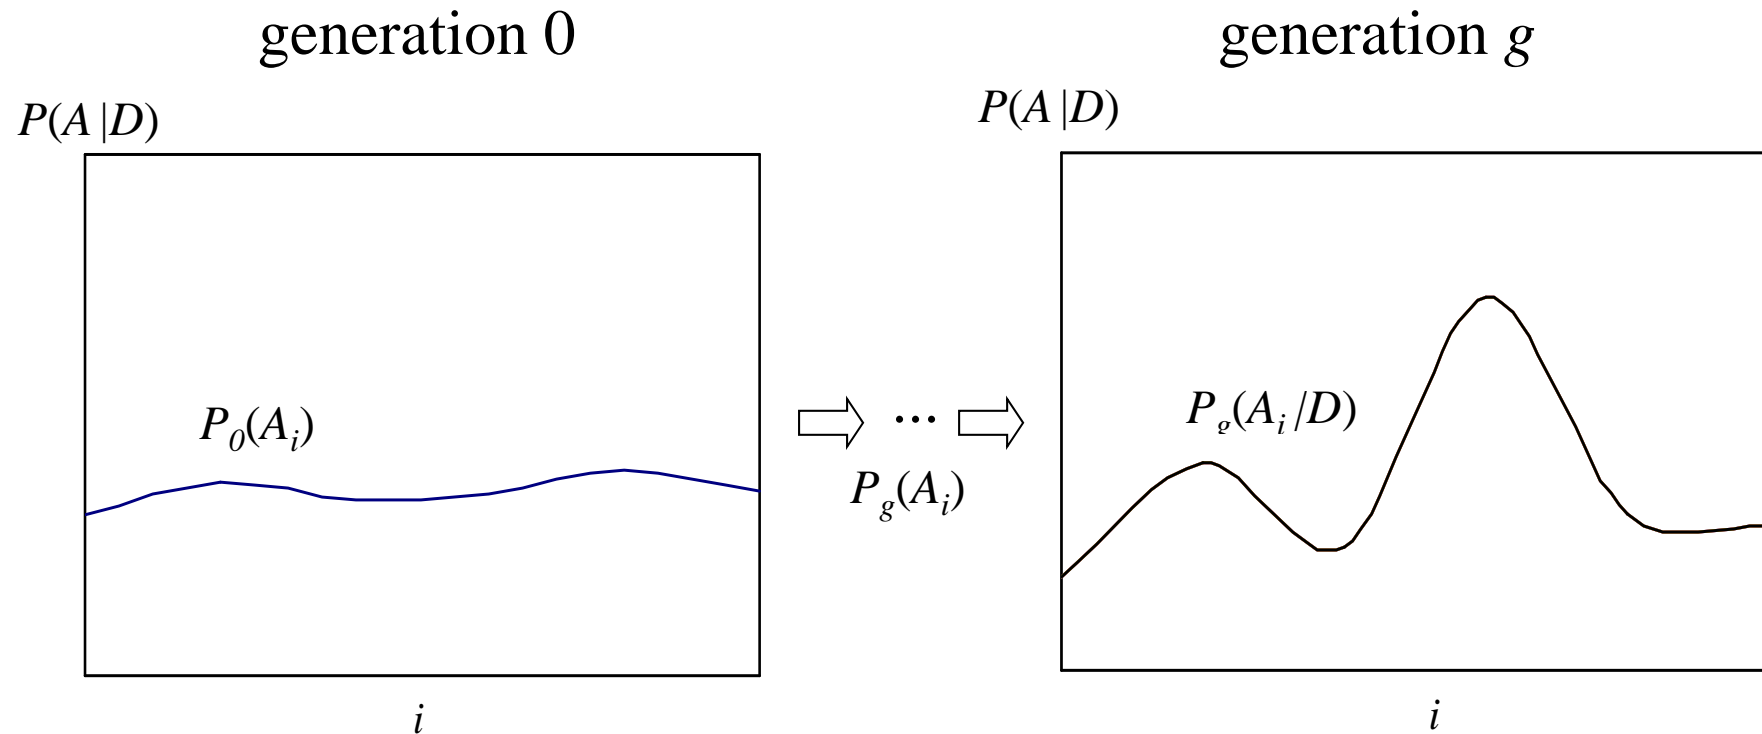 generation 0
P(A|D)
P0(Ai)
i
...
Pg(Ai)
generation g
P(A|D)
Pg(Ai/D)
i